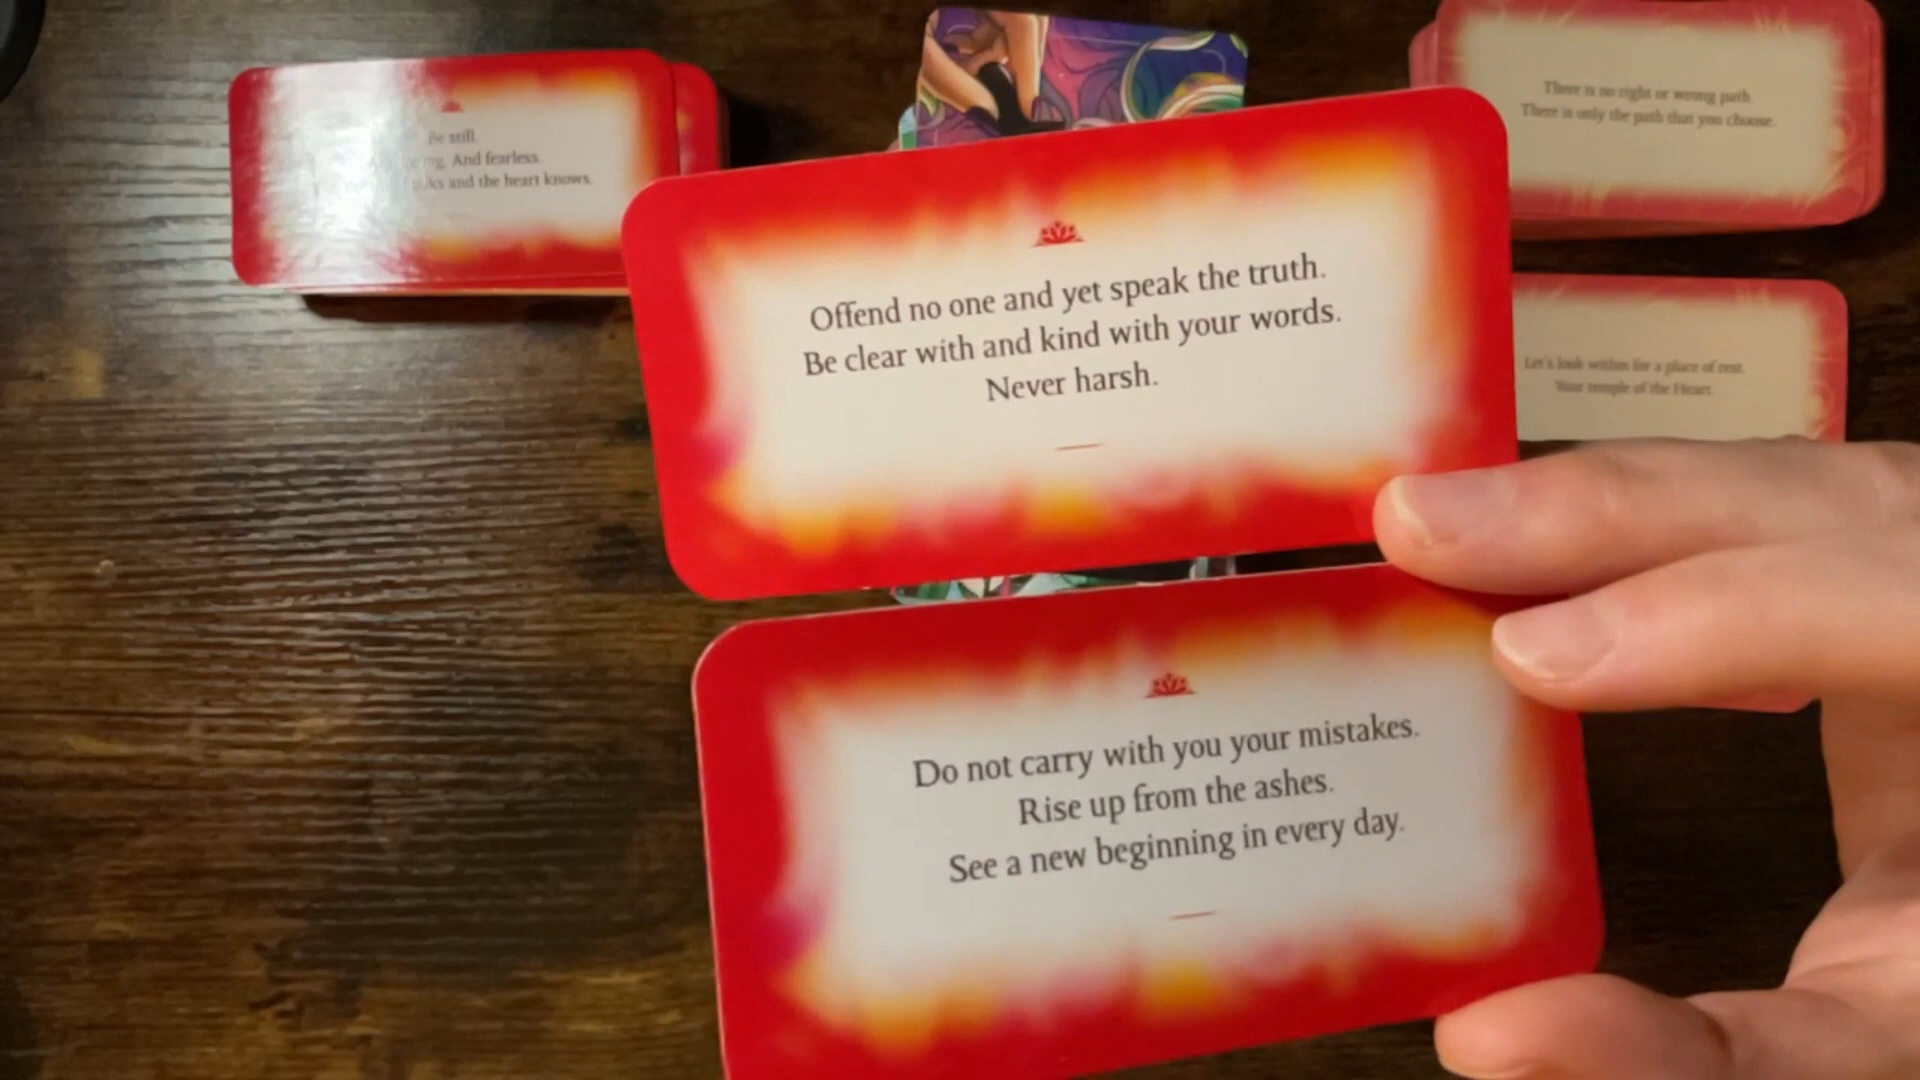 Be still.
And fearless.
and the heart knows.
There is no right or wrong path.
There is only the path that you choose.
Offend no one and yet speak the truth.
Be clear with and kind with your words.
Never harsh.
Let's look within for a place of rest.
Your temple of the Heart.
Do not carry with you your mistakes.
Rise up from the ashes.
See a new beginning in every day.